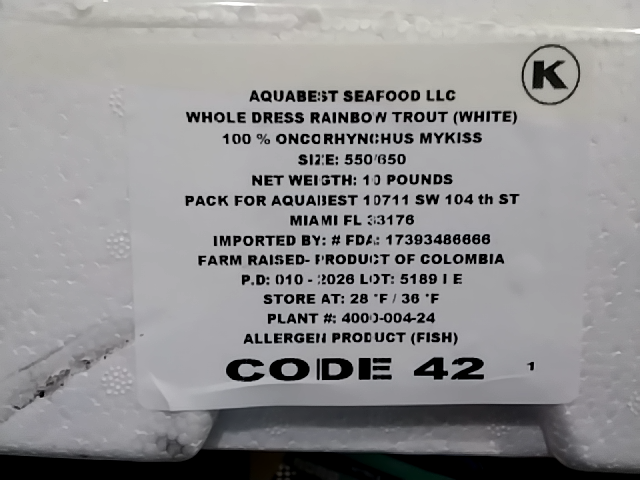 K
AQUABEST SEAFOOD LLC
WHOLE DRESS RAINBOW TROUT (WHITE)
100 % ONCORHYNCHUS MYKISS
SIZE: 550/650
NET WEIGTH: 10 POUNDS
PACK FOR AQUABEST 10711 SW 104 th ST
MIAMI FL 33176
IMPORTED BY: # FDA: 17393486666
FARM RAISED- PRODUCT OF COLOMBIA
P.D: 010 - 2026 LOT: 5189 I E
STORE AT: 28 °F / 36 °F
PLANT #: 4000-004-24
ALLERGEN PRODUCT (FISH)
CODE 42 1